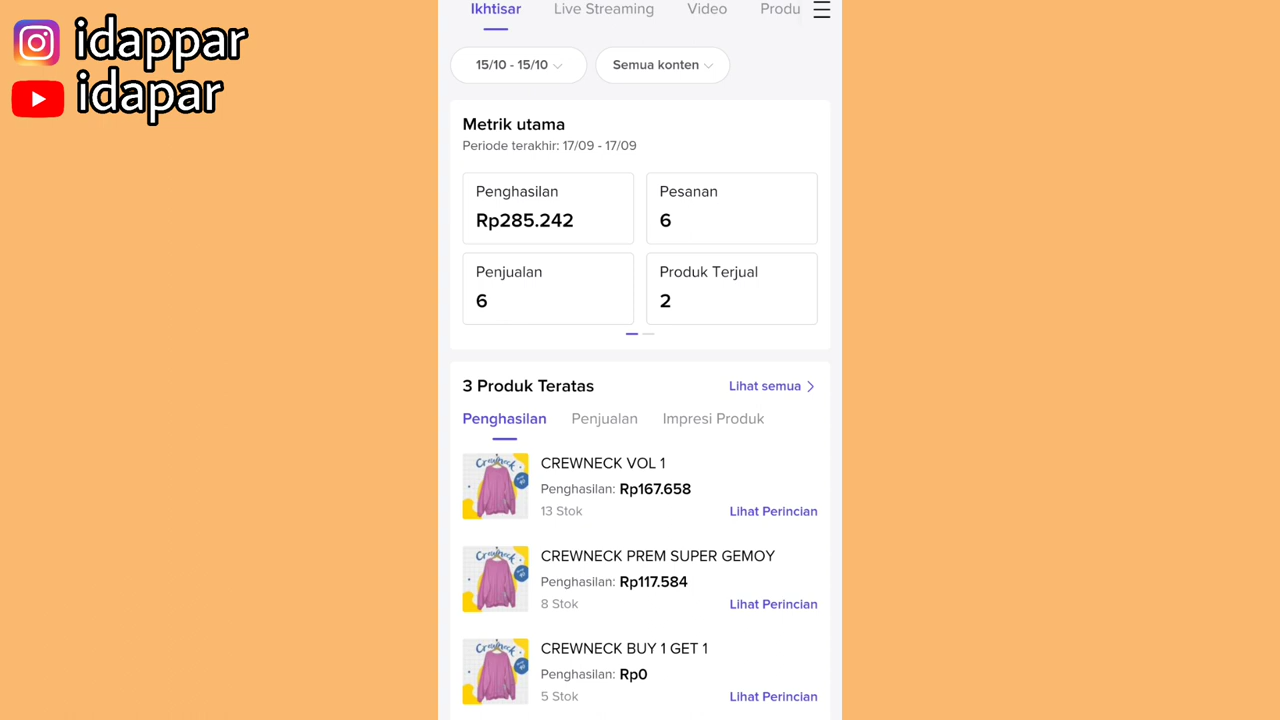 idappar
idapar
Ikhtisar
Live Streaming
Video
Produ
15/10 - 15/10
Semua konten
Metrik utama
Periode terakhir: 17/09 - 17/09
Penghasilan
Rp285.242
Pesanan
6
Penjualan
6
Produk Terjual
2
3 Produk Teratas
Lihat semua
Penghasilan
Penjualan
Impresi Produk
Crewneck
CREWNECK VOL 1
Penghasilan: Rp167.658
13 Stok
Lihat Perincian
Crewneck
CREWNECK PREM SUPER GEMOY
Penghasilan: Rp117.584
8 Stok
Lihat Perincian
Crewneck
CREWNECK BUY 1 GET 1
Penghasilan: Rp0
5 Stok
Lihat Perincian